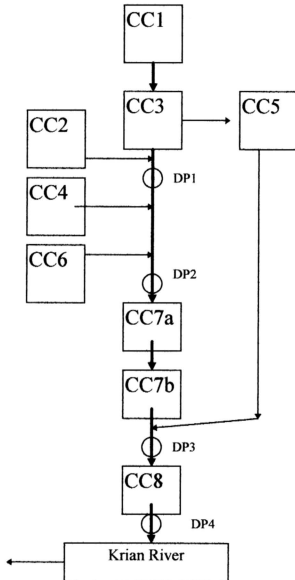 CC1
CC3
CC5
CC2
DP1
CC4
CC6
DP2
CC7a
CC7b
DP3
CC8
DP4
Krian River